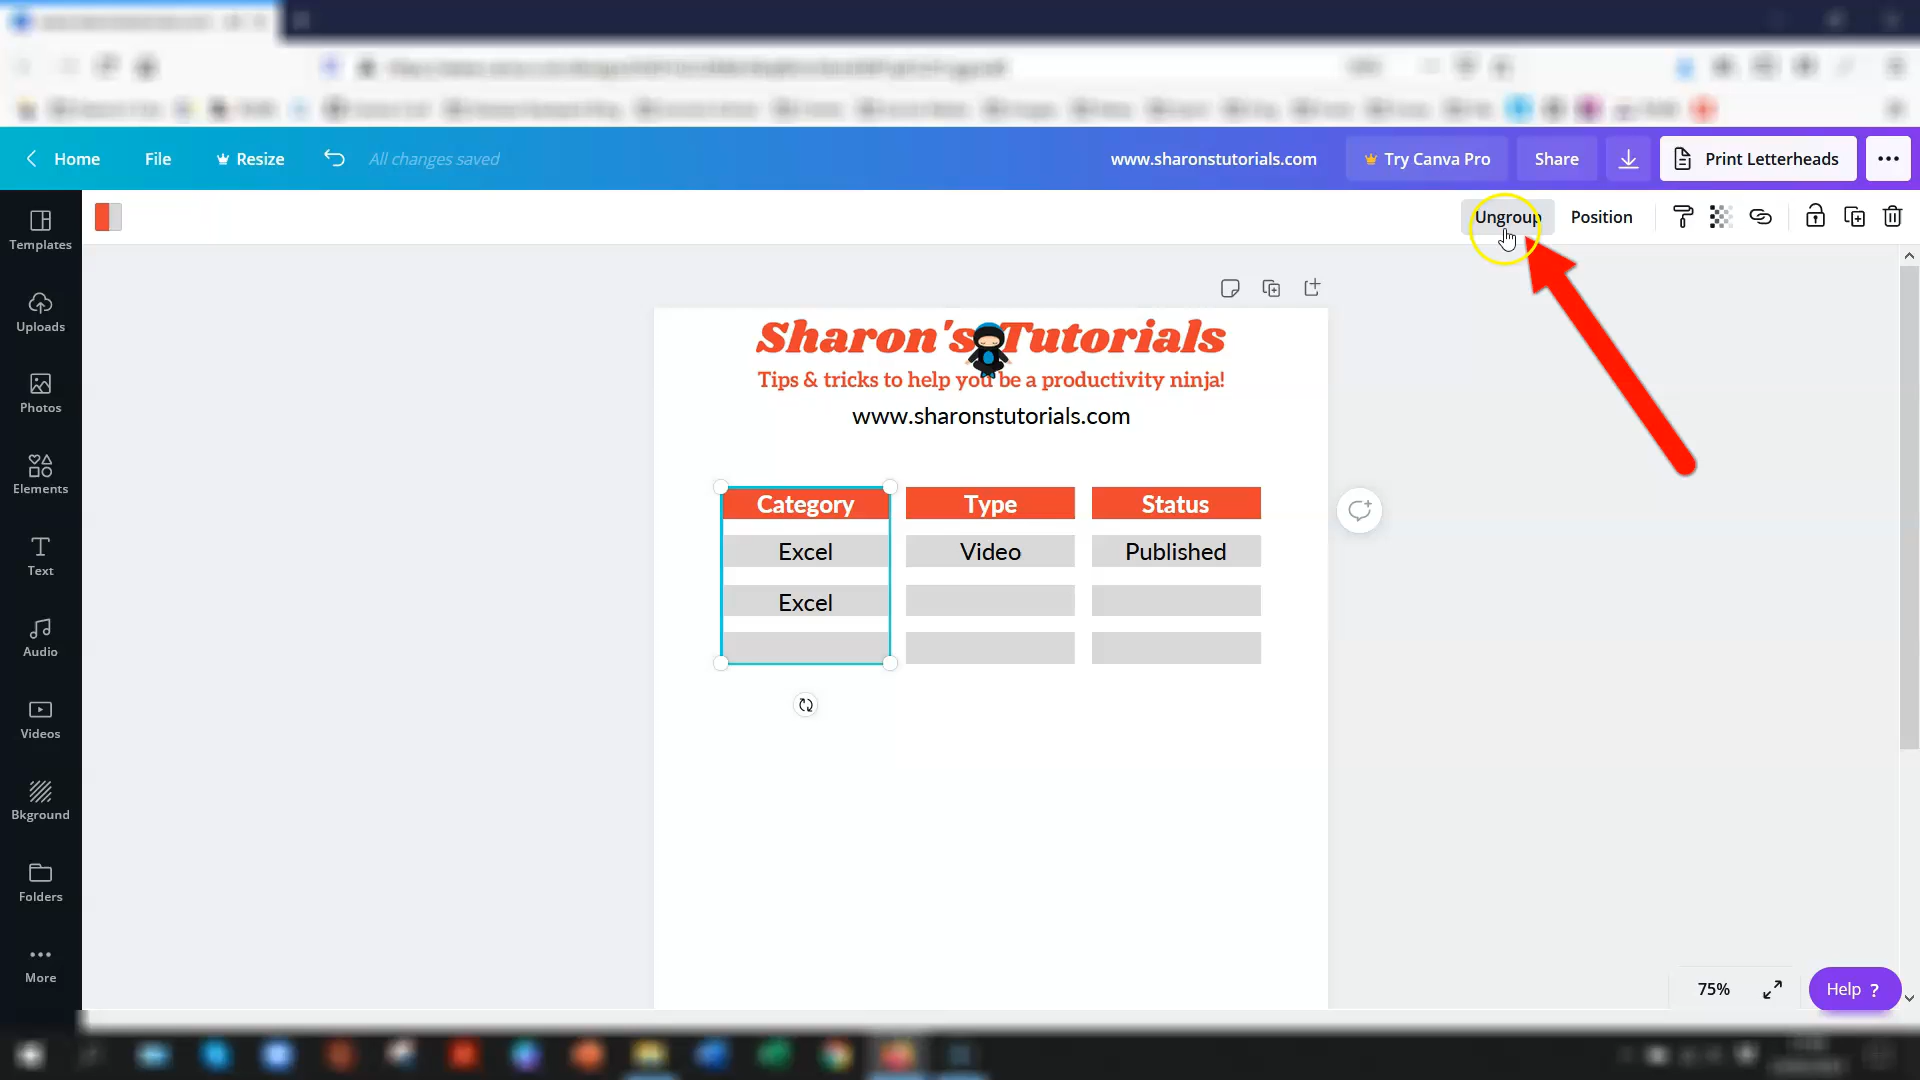 Home File Resize All changes saved www.sharonstutorials.com Try Canva Pro Share Print Letterheads
Ungroup Position
Templates
Uploads
Photos
Elements
Text
Audio
Videos
Bkground
Folders
More
Sharon's Tutorials
Tips & tricks to help you be a productivity ninja!
www.sharonstutorials.com
Category Type Status
Excel Video Published
Excel
75% Help ?